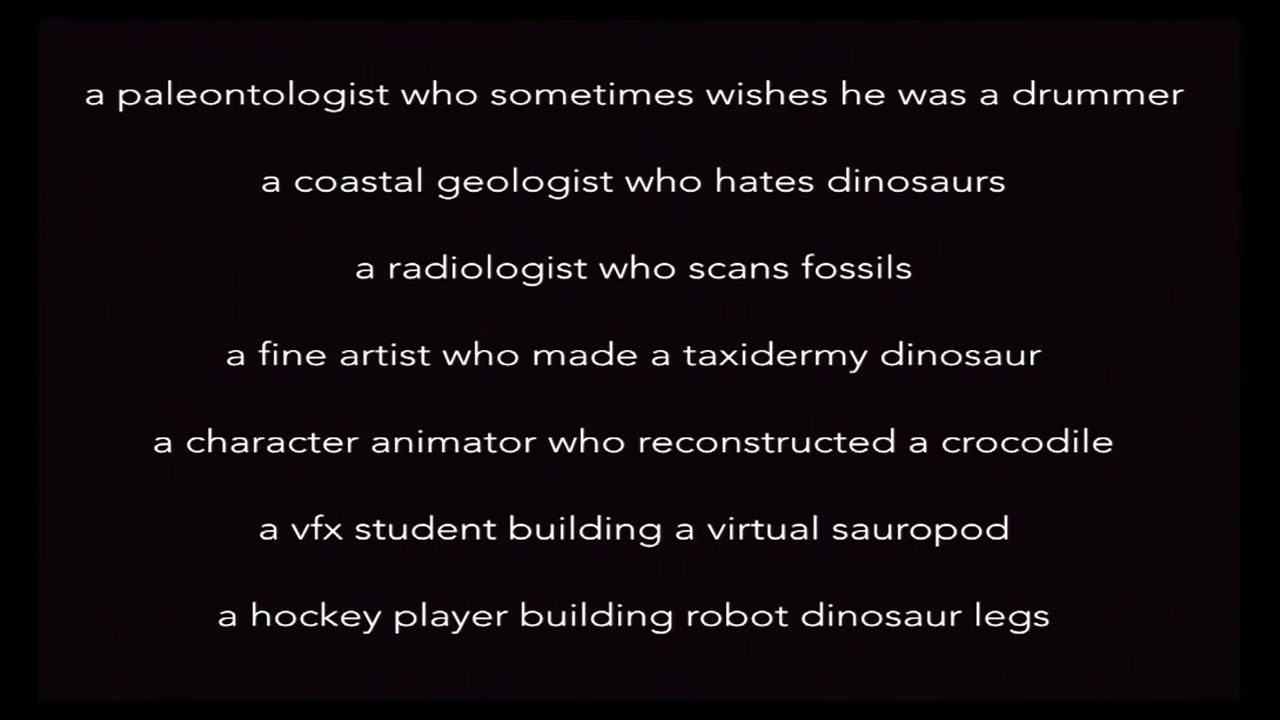 a paleontologist who sometimes wishes he was a drummer
a coastal geologist who hates dinosaurs
a radiologist who scans fossils
a fine artist who made a taxidermy dinosaur
a character animator who reconstructed a crocodile
a vfx student building a virtual sauropod
a hockey player building robot dinosaur legs